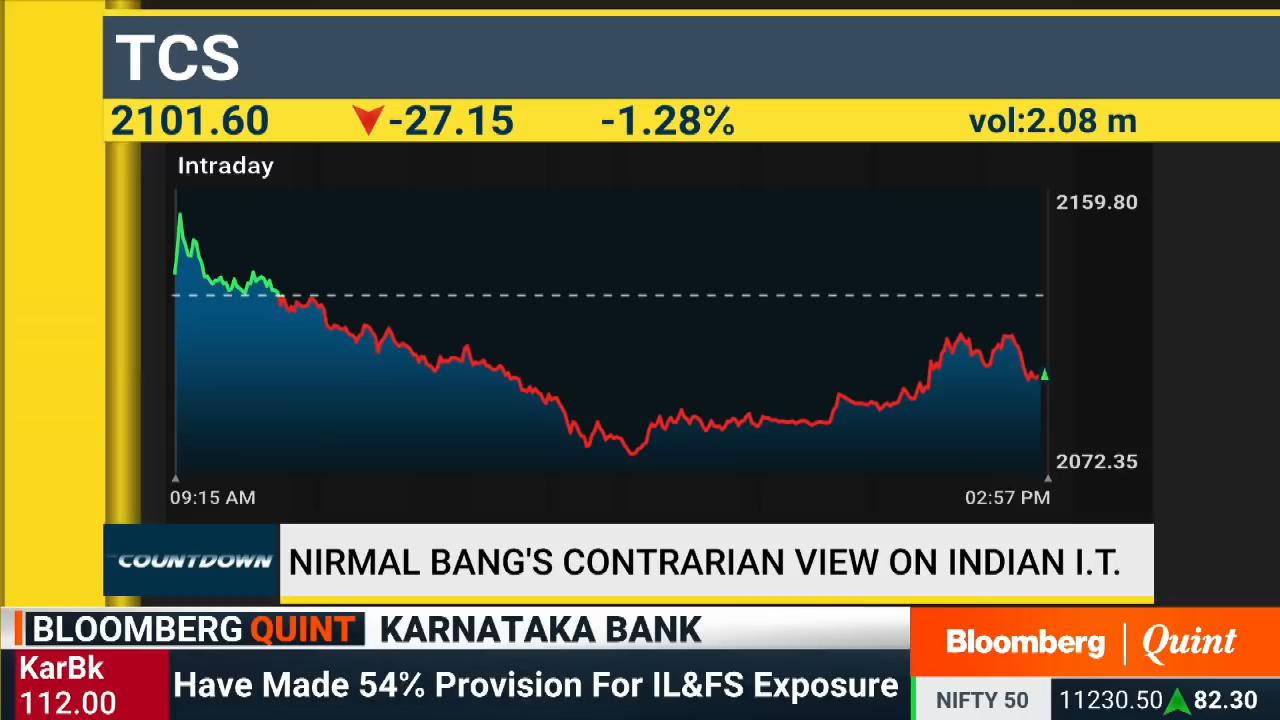 TCS
2101.60 -27.15 -1.28% vol:2.08 m
Intraday
2159.80
2072.35
09:15 AM 02:57 PM
COUNTDOWN NIRMAL BANG'S CONTRARIAN VIEW ON INDIAN I.T.
BLOOMBERG QUINT KARNATAKA BANK
Bloomberg | Quint
KarBk
112.00
Have Made 54% Provision For IL&FS Exposure
NIFTY 50 11230.50 82.30